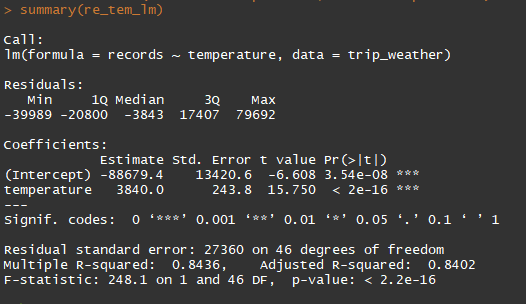 > summary(re_tem_lm)
Call:
lm(formula = records ~ temperature, data = trip_weather)
Residuals:
Min 1Q Median 3Q Max
-39989 -20800 -3843 17407 79692
Coefficients:
Estimate Std. Error t value Pr(>|t|)
(Intercept) -88679.4 13420.6 -6.608 3.54e-08 ***
temperature 3840.0 243.8 15.750 < 2e-16 ***
---
Signif. codes: 0 ‘***’ 0.001 ‘**’ 0.01 ‘*’ 0.05 ‘.’ 0.1 ‘ ’ 1
Residual standard error: 27360 on 46 degrees of freedom
Multiple R-squared: 0.8436, Adjusted R-squared: 0.8402
F-statistic: 248.1 on 1 and 46 DF, p-value: < 2.2e-16